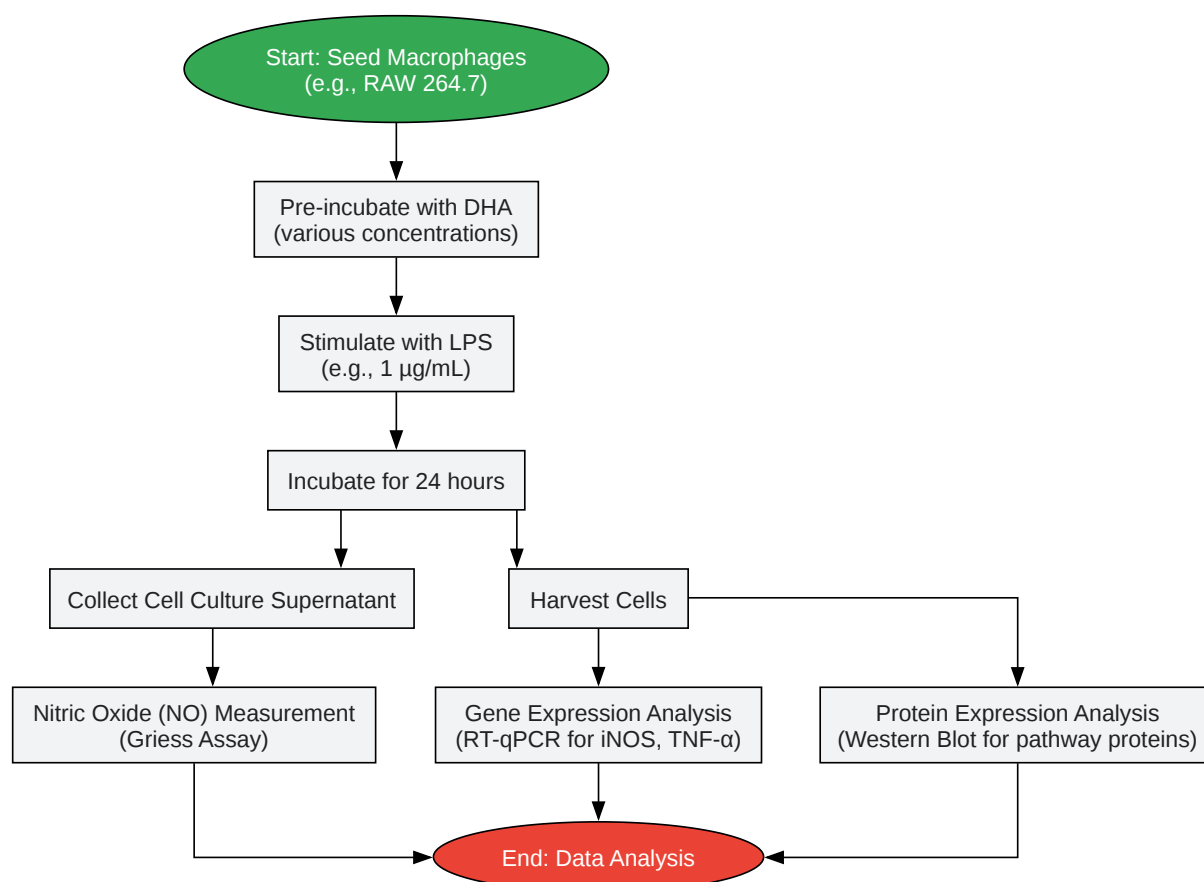 Start: Seed Macrophages
(e.g., RAW 264.7)
Pre-incubate with DHA
(various concentrations)
Stimulate with LPS
(e.g., 1 µg/mL)
Incubate for 24 hours
Collect Cell Culture Supernatant
Harvest Cells
Nitric Oxide (NO) Measurement
(Griess Assay)
Gene Expression Analysis
(RT-qPCR for iNOS, TNF-α)
Protein Expression Analysis
(Western Blot for pathway proteins)
End: Data Analysis